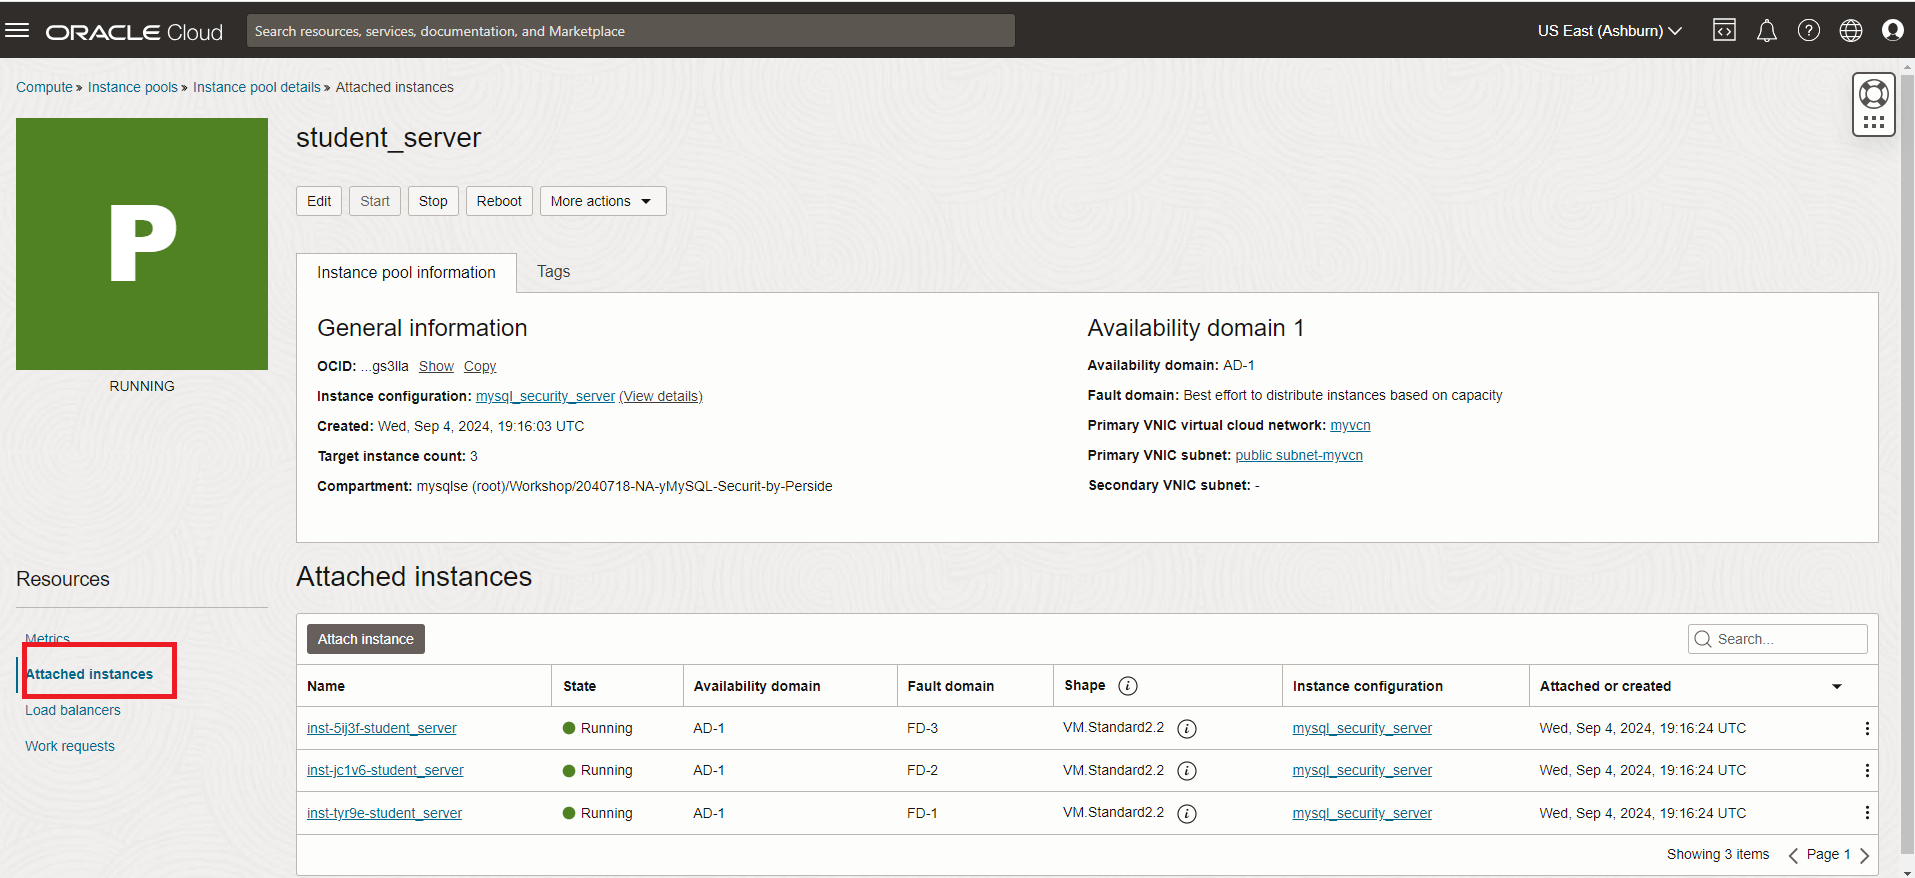 ORACLE Cloud
Search resources, services, documentation, and Marketplace
US East (Ashburn)
Compute » Instance pools » Instance pool details » Attached instances
P
RUNNING
student_server
Edit Start Stop Reboot More actions
Instance pool information Tags
General information
OCID: ...gs3lla Show Copy
Instance configuration: mysql_security_server (View details)
Created: Wed, Sep 4, 2024, 19:16:03 UTC
Target instance count: 3
Compartment: mysqlse (root)/Workshop/2040718-NA-yMySQL-Securit-by-Perside
Availability domain 1
Availability domain: AD-1
Fault domain: Best effort to distribute instances based on capacity
Primary VNIC virtual cloud network: myvcn
Primary VNIC subnet: public subnet-myvcn
Secondary VNIC subnet: -
Resources
Metrics
Attached instances
Load balancers
Work requests
Attached instances
Attach instance
Search...
Name State Availability domain Fault domain Shape i Instance configuration Attached or created
inst-5ij3f-student_server Running AD-1 FD-3 VM.Standard2.2 i mysql_security_server Wed, Sep 4, 2024, 19:16:24 UTC
inst-jc1v6-student_server Running AD-1 FD-2 VM.Standard2.2 i mysql_security_server Wed, Sep 4, 2024, 19:16:24 UTC
inst-tyr9e-student_server Running AD-1 FD-1 VM.Standard2.2 i mysql_security_server Wed, Sep 4, 2024, 19:16:24 UTC
Showing 3 items Page 1